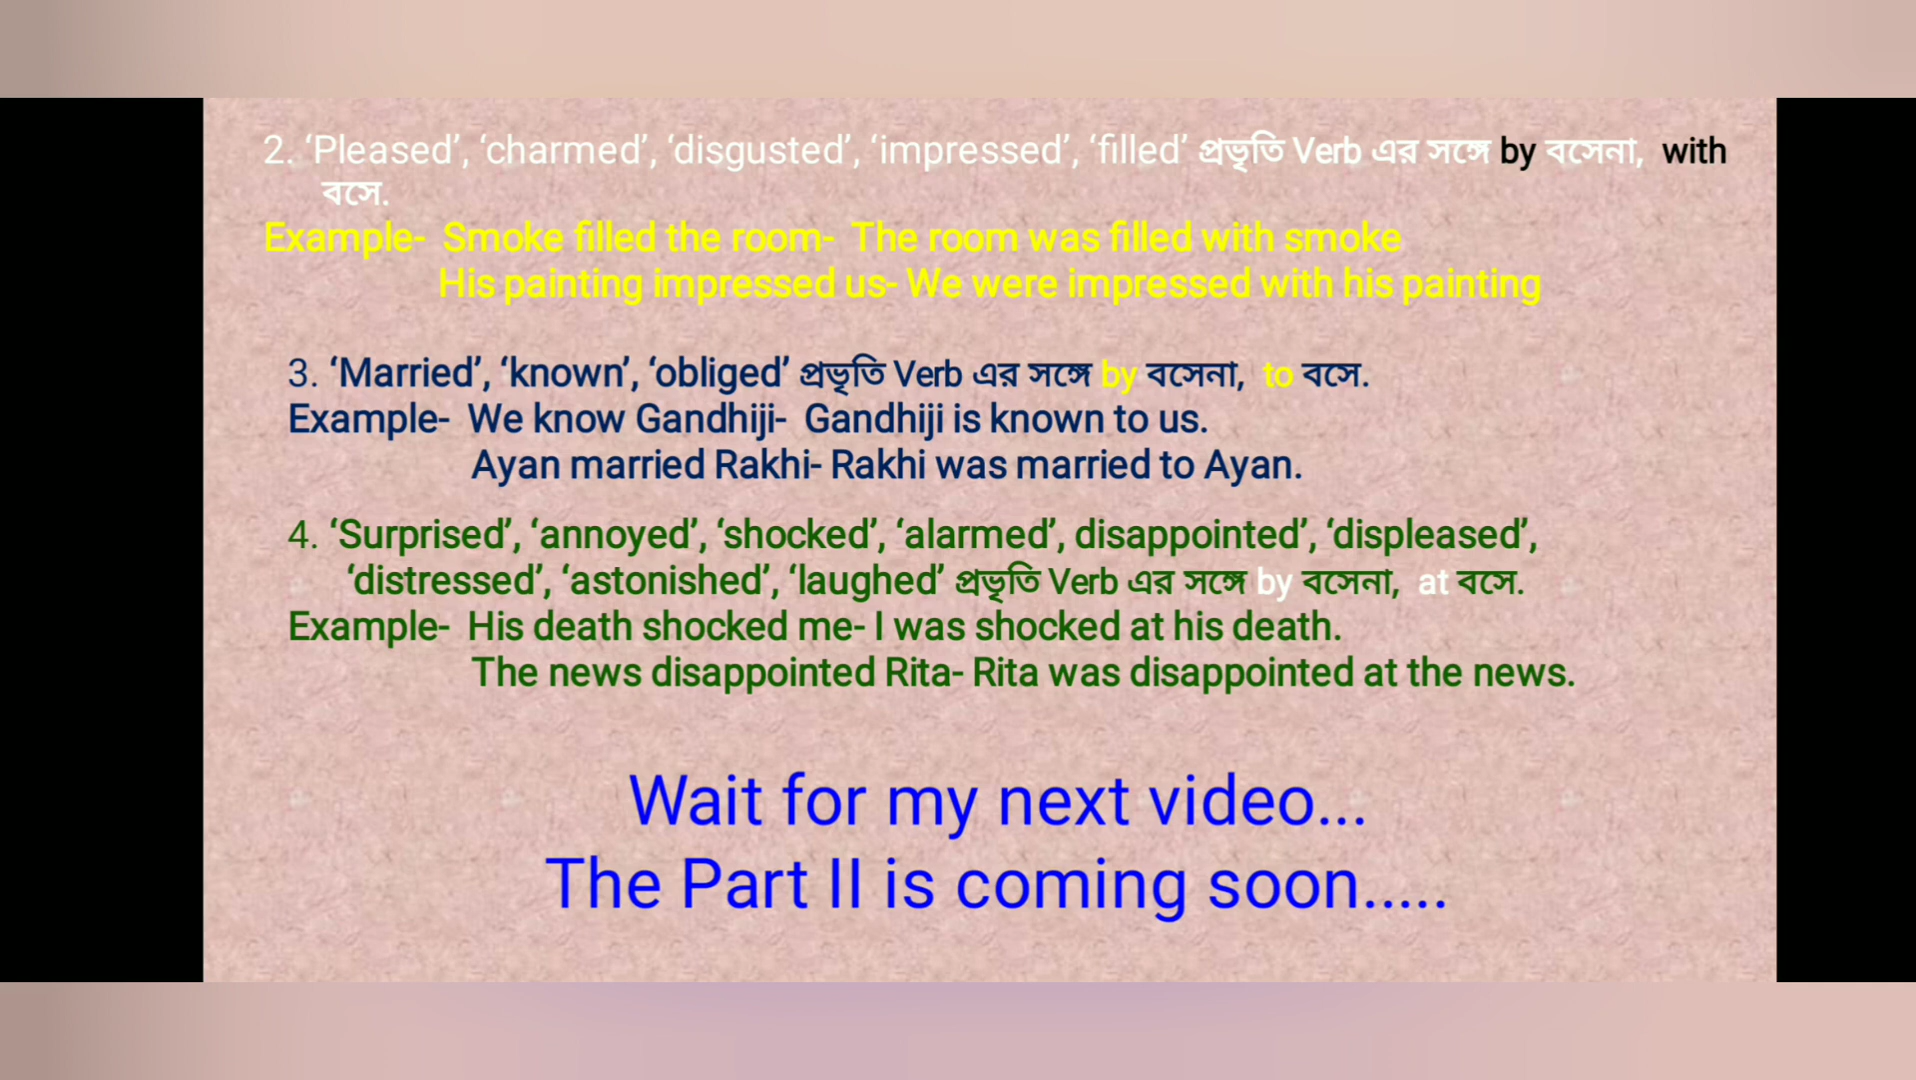 2. ‘Pleased’, ‘charmed’, ‘disgusted’, ‘impressed’, ‘filled’ প্রভৃতি Verb এর সঙ্গে by বসেনা, with
বসে.
Example- Smoke filled the room- The room was filled with smoke
His painting impressed us- We were impressed with his painting
3. ‘Married’, ‘known’, ‘obliged’ প্রভৃতি Verb এর সঙ্গে by বসেনা, to বসে.
Example- We know Gandhiji- Gandhiji is known to us.
Ayan married Rakhi- Rakhi was married to Ayan.
4. ‘Surprised’, ‘annoyed’, ‘shocked’, ‘alarmed’, disappointed’, ‘displeased’,
‘distressed’, ‘astonished’, ‘laughed’ প্রভৃতি Verb এর সঙ্গে by বসেনা, at বসে.
Example- His death shocked me- I was shocked at his death.
The news disappointed Rita- Rita was disappointed at the news.
Wait for my next video...
The Part II is coming soon.....